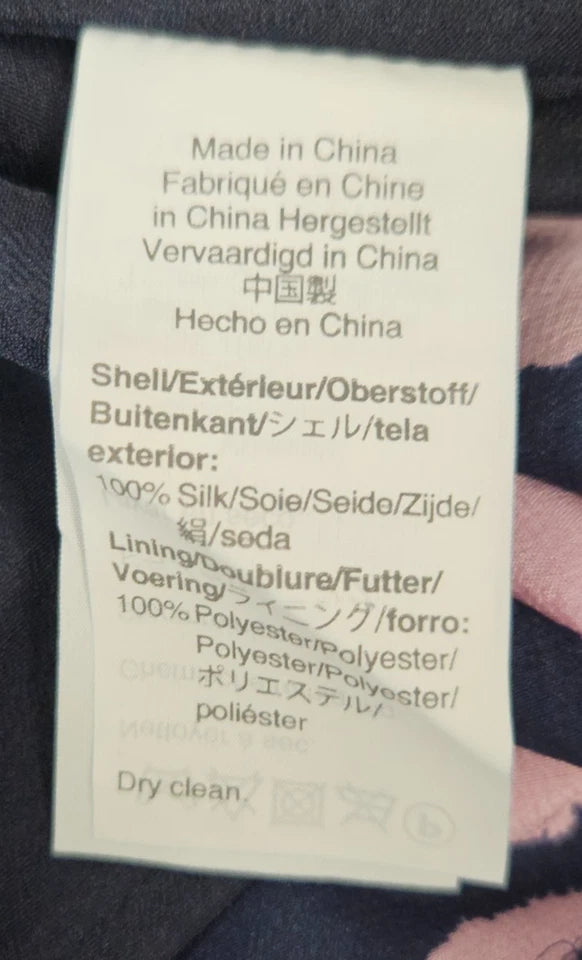 Made in China
Fabriqué en Chine
in China Hergestellt
Vervaardigd in China
中国製
Hecho en China
Shell/Extérieur/Oberstoff/
Buitenkant/シェル/tela
exterior:
100% Silk/Soie/Seide/Zijde/
絹/seda
Lining/Doublure/Futter/
Voering/ライニング/forro:
100% Polyester/Polyester/
Polyester/Polyester/
ポリエステル/
poliéster
Dry clean.